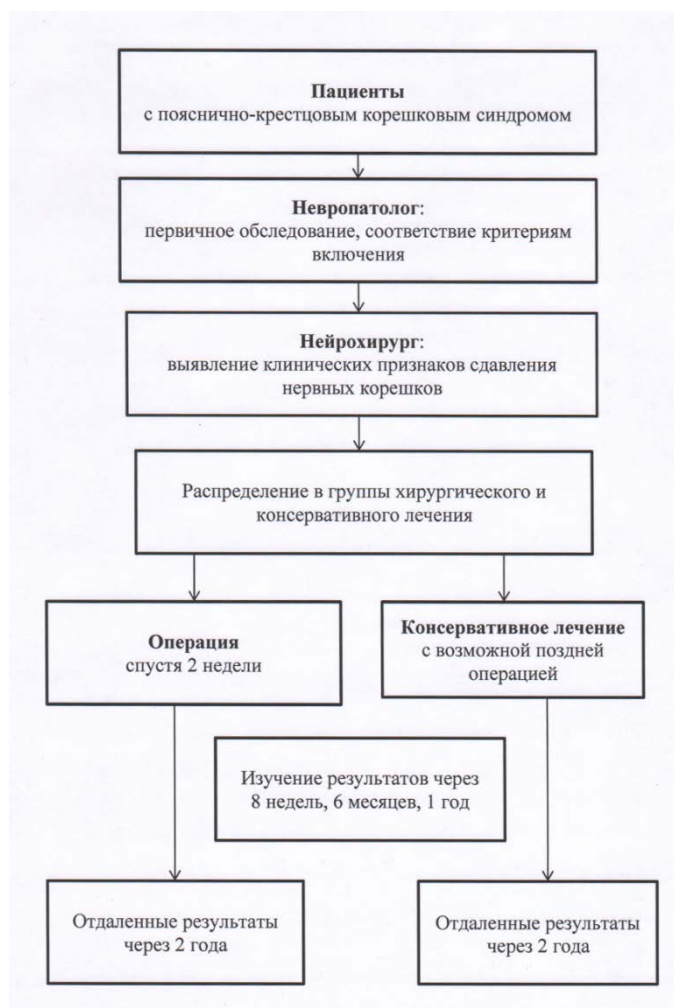 Пациенты
с пояснично-крестцовым корешковым синдромом
Невропатолог:
первичное обследование, соответствие критериям
включения
Нейрохирург:
выявление клинических признаков сдавления
нервных корешков
Распределение в группы хирургического и
консервативного лечения
Операция
спустя 2 недели
Консервативное лечение
с возможной поздней
операцией
Изучение результатов через
8 недель, 6 месяцев, 1 год
Отдаленные результаты
через 2 года
Отдаленные результаты
через 2 года